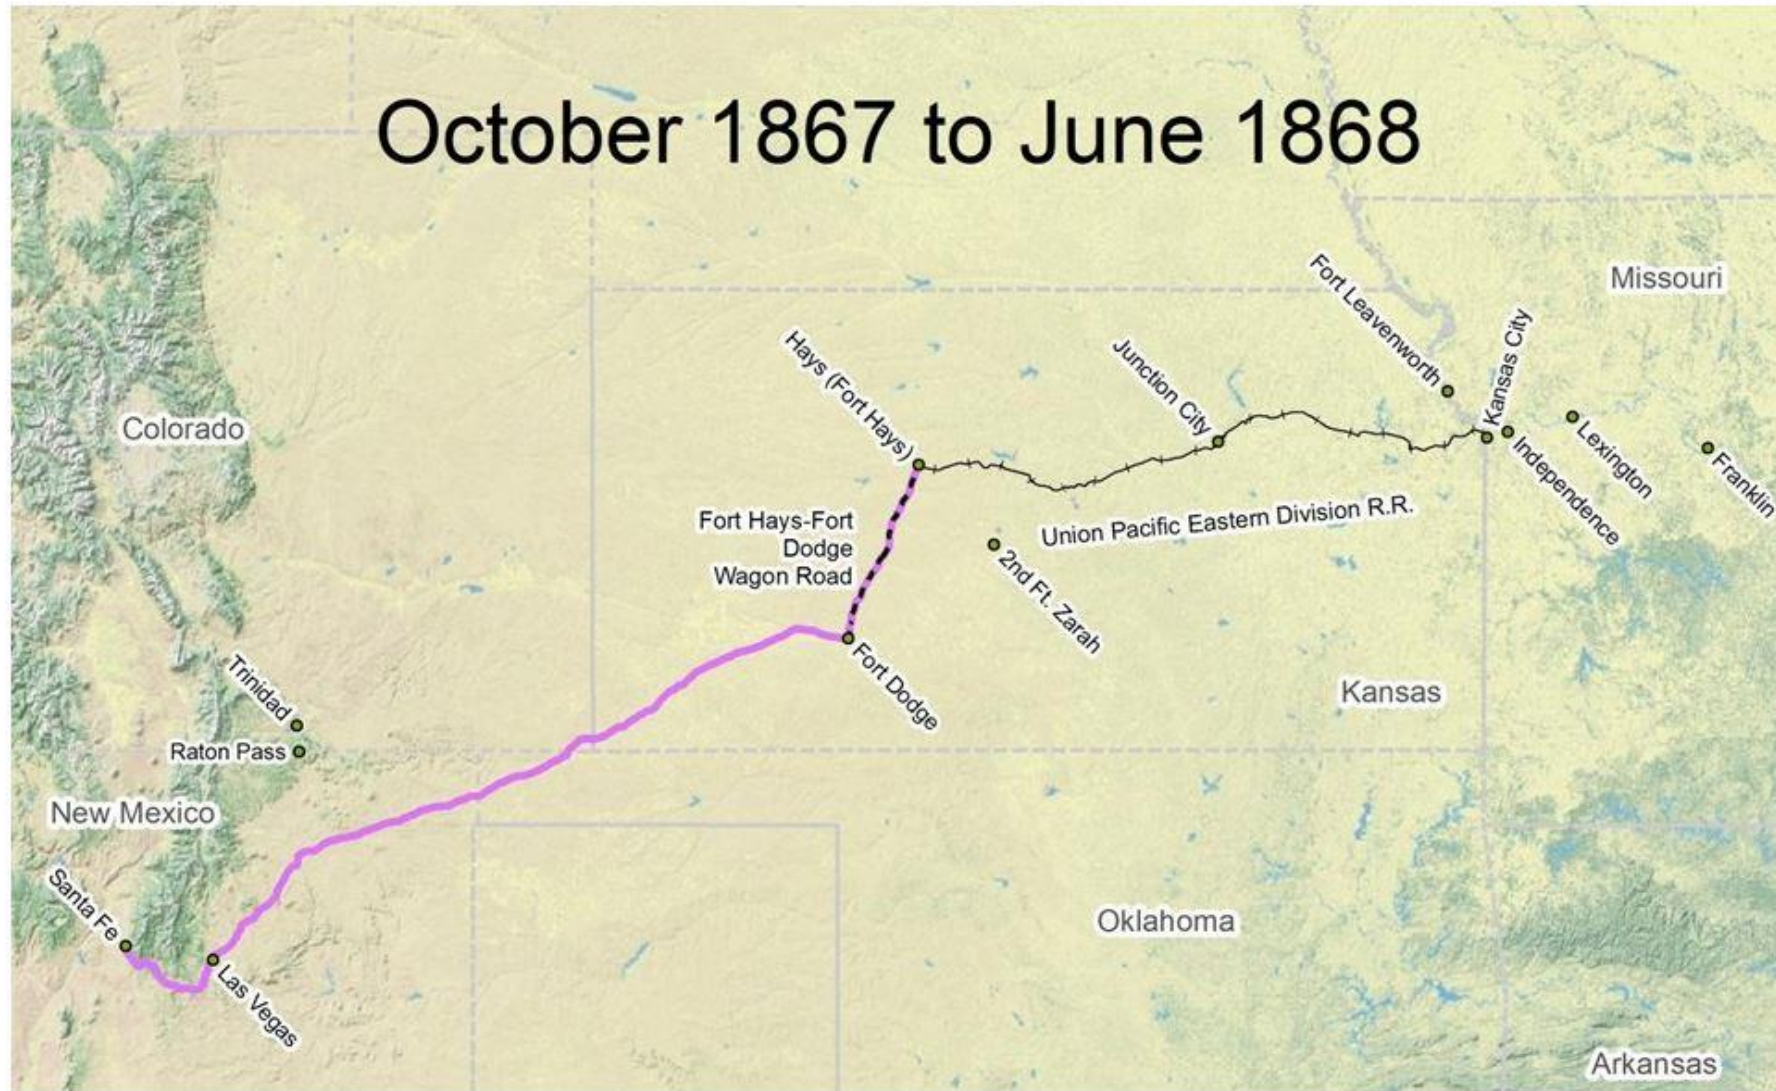 October 1867 to June 1868
Missouri
Fort Leavenworth
Kansas City
Hays (Fort Hays)
Junction City
Colorado
Lexington
Independence
Franklin
Union Pacific Eastern Division R.R.
Fort Hays-Fort
Dodge
Wagon Road
2nd Ft. Zarah
Fort Dodge
Kansas
Trinidad
Raton Pass
New Mexico
Santa Fe
Las Vegas
Oklahoma
Arkansas